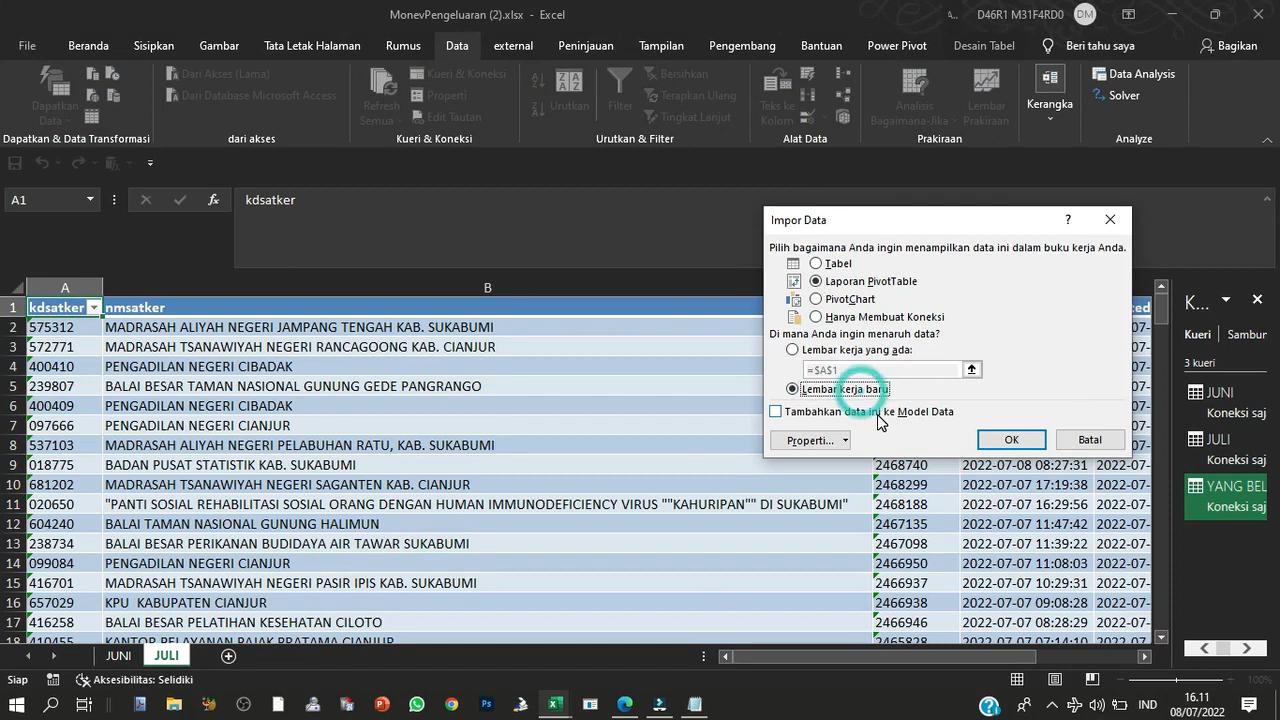 MonevPengeluaran (2).xlsx - Excel
D46R1 M31F4RD0
DM
File
Beranda
Sisipkan
Gambar
Tata Letak Halaman
Rumus
Data
external
Peninjauan
Tampilan
Pengembang
Bantuan
Power Pivot
Desain Tabel
Beri tahu saya
Bagikan
Dapatkan Data
Dari Akses (Lama)
Dari Database Microsoft Access
Refresh Semua
Kueri & Koneksi
Properti
Edit Tautan
Urutkan
Filter
Bersihkan
Terapkan Ulang
Tingkat Lanjut
Teks ke Kolom
Analisis Bagaimana-Jika
Lembar Prakiraan
Kerangka
Data Analysis
Solver
Dapatkan & Data Transformasi
dari akses
Kueri & Koneksi
Urutkan & Filter
Alat Data
Prakiraan
Analyze
A1
kdsatker
A
B
1 kdsatker nmsatker
2 575312 MADRASAH ALIYAH NEGERI JAMPANG TENGAH KAB. SUKABUMI
3 572771 MADRASAH TSANAWIYAH NEGERI RANCAGOONG KAB. CIANJUR
4 400410 PENGADILAN NEGERI CIBADAK
5 239807 BALAI BESAR TAMAN NASIONAL GUNUNG GEDE PANGRANGO
6 400409 PENGADILAN NEGERI CIBADAK
7 097666 PENGADILAN NEGERI CIANJUR
8 537103 MADRASAH ALIYAH NEGERI PELABUHAN RATU, KAB. SUKABUMI
9 018775 BADAN PUSAT STATISTIK KAB. SUKABUMI 2468740 2022-07-08 08:27:31 2022-07-
10 681202 MADRASAH TSANAWIYAH NEGERI SAGANTEN KAB. CIANJUR 2468299 2022-07-07 17:19:38 2022-07-
11 020650 "PANTI SOSIAL REHABILITASI SOSIAL ORANG DENGAN HUMAN IMMUNODEFICIENCY VIRUS ""KAHURIPAN"" DI SUKABUMI" 2468188 2022-07-07 16:29:56 2022-07-
12 604240 BALAI TAMAN NASIONAL GUNUNG HALIMUN 2467135 2022-07-07 11:47:42 2022-07-
13 238734 BALAI BESAR PERIKANAN BUDIDAYA AIR TAWAR SUKABUMI 2467098 2022-07-07 11:39:22 2022-07-
14 099084 PENGADILAN NEGERI CIANJUR 2466950 2022-07-07 11:08:03 2022-07-
15 416701 MADRASAH TSANAWIYAH NEGERI PASIR IPIS KAB. SUKABUMI 2466937 2022-07-07 10:29:31 2022-07-
16 657029 KPU KABUPATEN CIANJUR 2466938 2022-07-07 09:08:28 2022-07-
17 416258 BALAI BESAR PELATIHAN KESEHATAN CILOTO 2466946 2022-07-07 08:28:29 2022-07-
18 410455 KANTOR PELAYANAN PAJAK PRATAMA CIANJUR 2465828 2022-07-07 08:11:50 2022-07-
Impor Data
?
Pilih bagaimana Anda ingin menampilkan data ini dalam buku kerja Anda.
Tabel
Laporan PivotTable
PivotChart
Hanya Membuat Koneksi
Di mana Anda ingin menaruh data?
Lembar kerja yang ada:
=$A$1
Lembar kerja baru
Tambahkan data ini ke Model Data
Properti...
OK
Batal
K...
Kueri
Sambur
3 kueri
JUNI
Koneksi saj
JULI
Koneksi saj
YANG BEL
Koneksi saj
JUNI
JULI
Siap
Aksesibilitas: Selidiki
100%
IND
16.11
08/07/2022